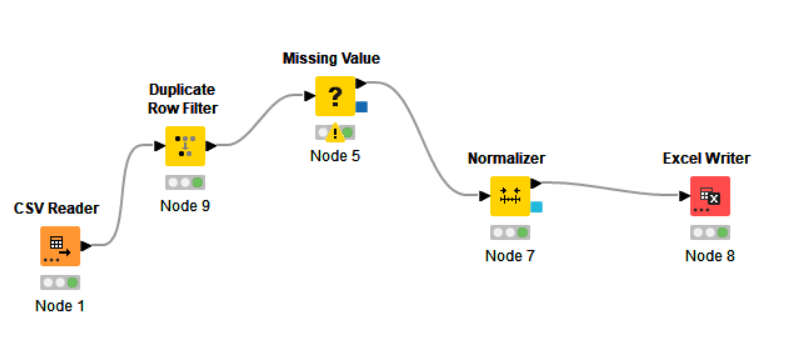 CSV Reader
Node 1
Duplicate
Row Filter
Node 9
Missing Value
?
!
Node 5
Normalizer
Node 7
Excel Writer
X
Node 8